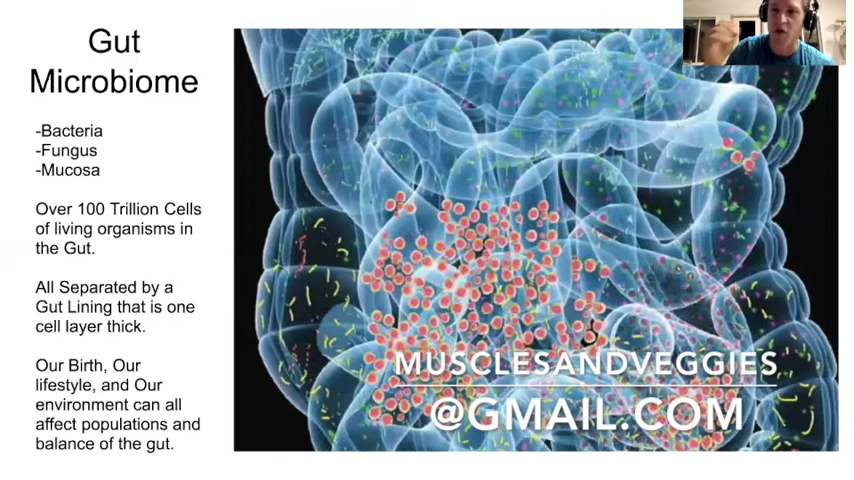 Gut
Microbiome
-Bacteria
-Fungus
-Mucosa
Over 100 Trillion Cells
of living organisms in
the Gut.
All Separated by a
Gut Lining that is one
cell layer thick.
Our Birth, Our
lifestyle, and Our
environment can all
affect populations and
balance of the gut.
MUSCLESANDVEGGIES
@GMAIL.COM